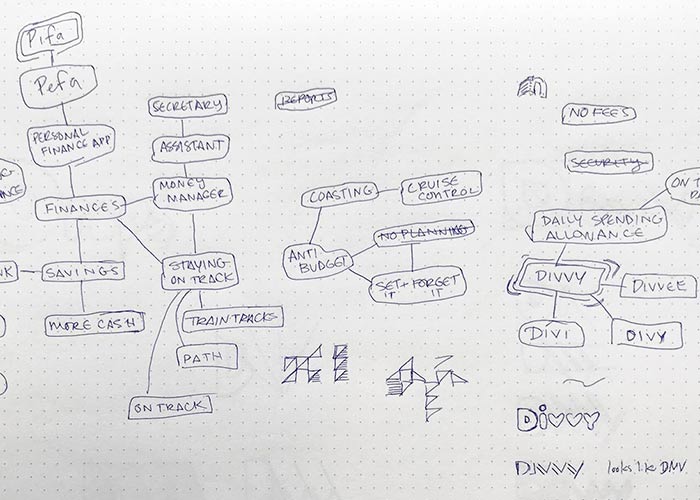 Pifa
Pefa
PERSONAL
FINANCE APP
FINANCES
SAVINGS
MORE CASH
SECRETARY
ASSISTANT
MONEY
MANAGER
STAYING
ON TRACK
TRAIN TRACKS
PATH
ON TRACK
REPORTS
COASTING
CRUISE
CONTROL
ANTI
BUDGET
NO PLANNING
SET + FORGET
IT IT
NO FEES
SECURITY
ON T
DA
DAILY SPENDING
ALLOWANCE
DIVVY
DIVVEE
DIVI
DIVY
Divvy
DIVVY looks like DMV